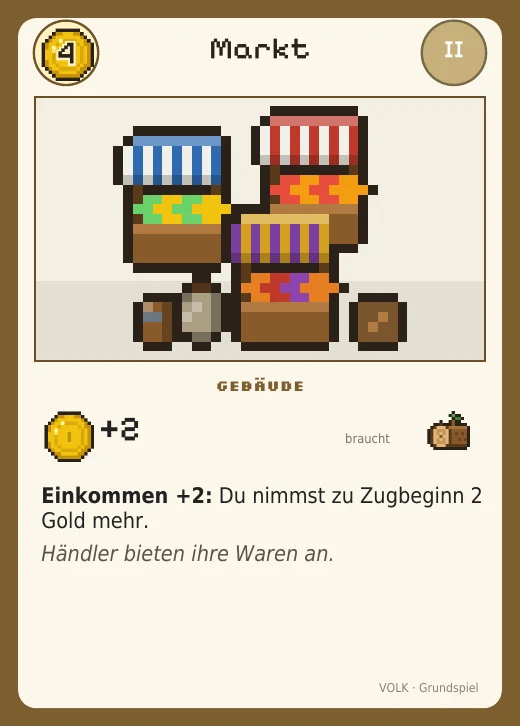 4
Markt
II
GEBÄUDE
+2
braucht
Einkommen +2: Du nimmst zu Zugbeginn 2
Gold mehr.
Händler bieten ihre Waren an.
VOLK · Grundspiel